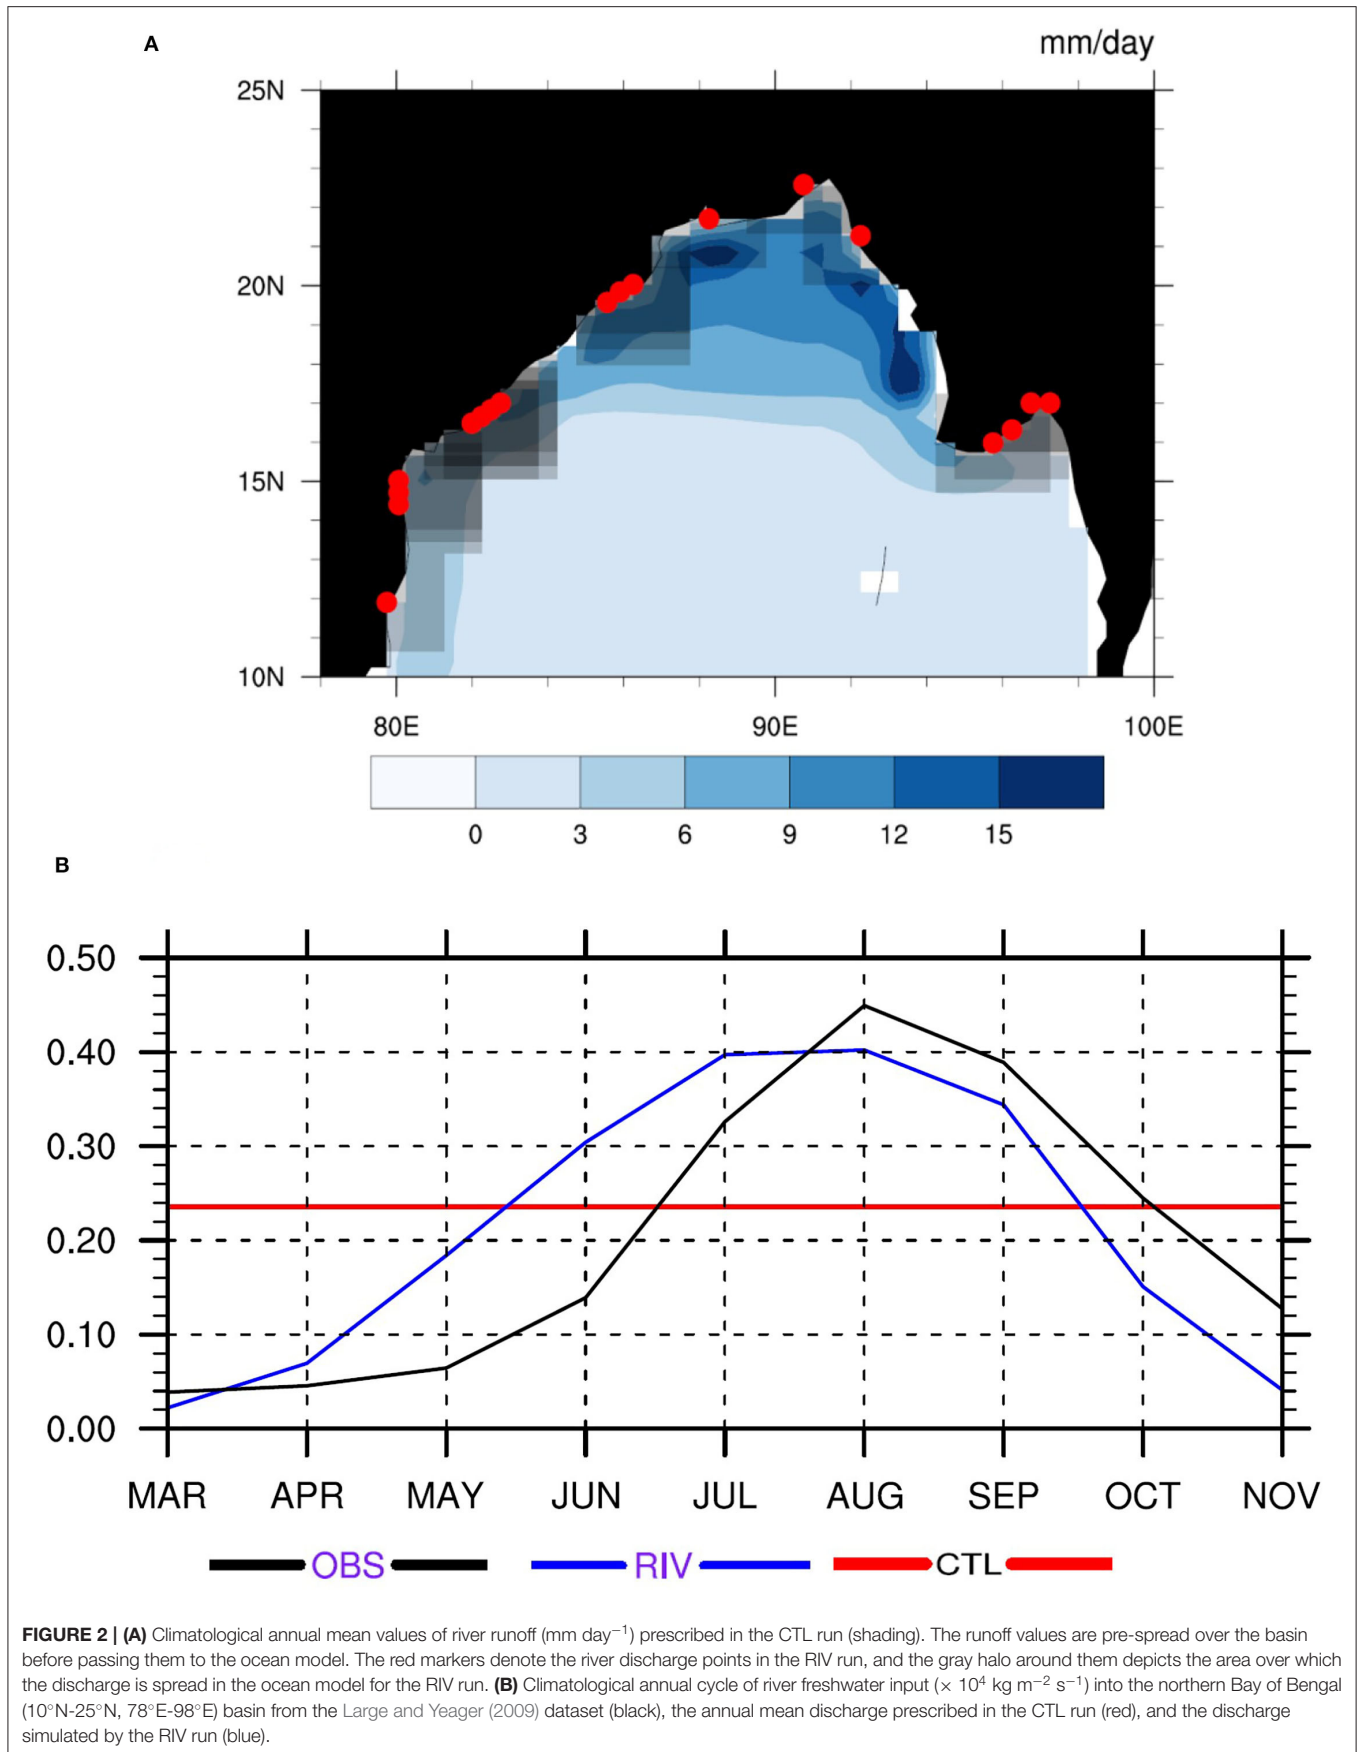 A
mm/day
25N
20N
15N
10N
80E 90E 100E
0 3 6 9 12 15
B
0.50
0.40
0.30
0.20
0.10
0.00
MAR APR MAY JUN JUL AUG SEP OCT NOV
OBS RIV CTL
FIGURE 2 | (A) Climatological annual mean values of river runoff (mm day−1) prescribed in the CTL run (shading). The runoff values are pre-spread over the basin
before passing them to the ocean model. The red markers denote the river discharge points in the RIV run, and the gray halo around them depicts the area over which
the discharge is spread in the ocean model for the RIV run. (B) Climatological annual cycle of river freshwater input (× 10⁴ kg m⁻² s⁻¹) into the northern Bay of Bengal
(10°N-25°N, 78°E-98°E) basin from the Large and Yeager (2009) dataset (black), the annual mean discharge prescribed in the CTL run (red), and the discharge
simulated by the RIV run (blue).